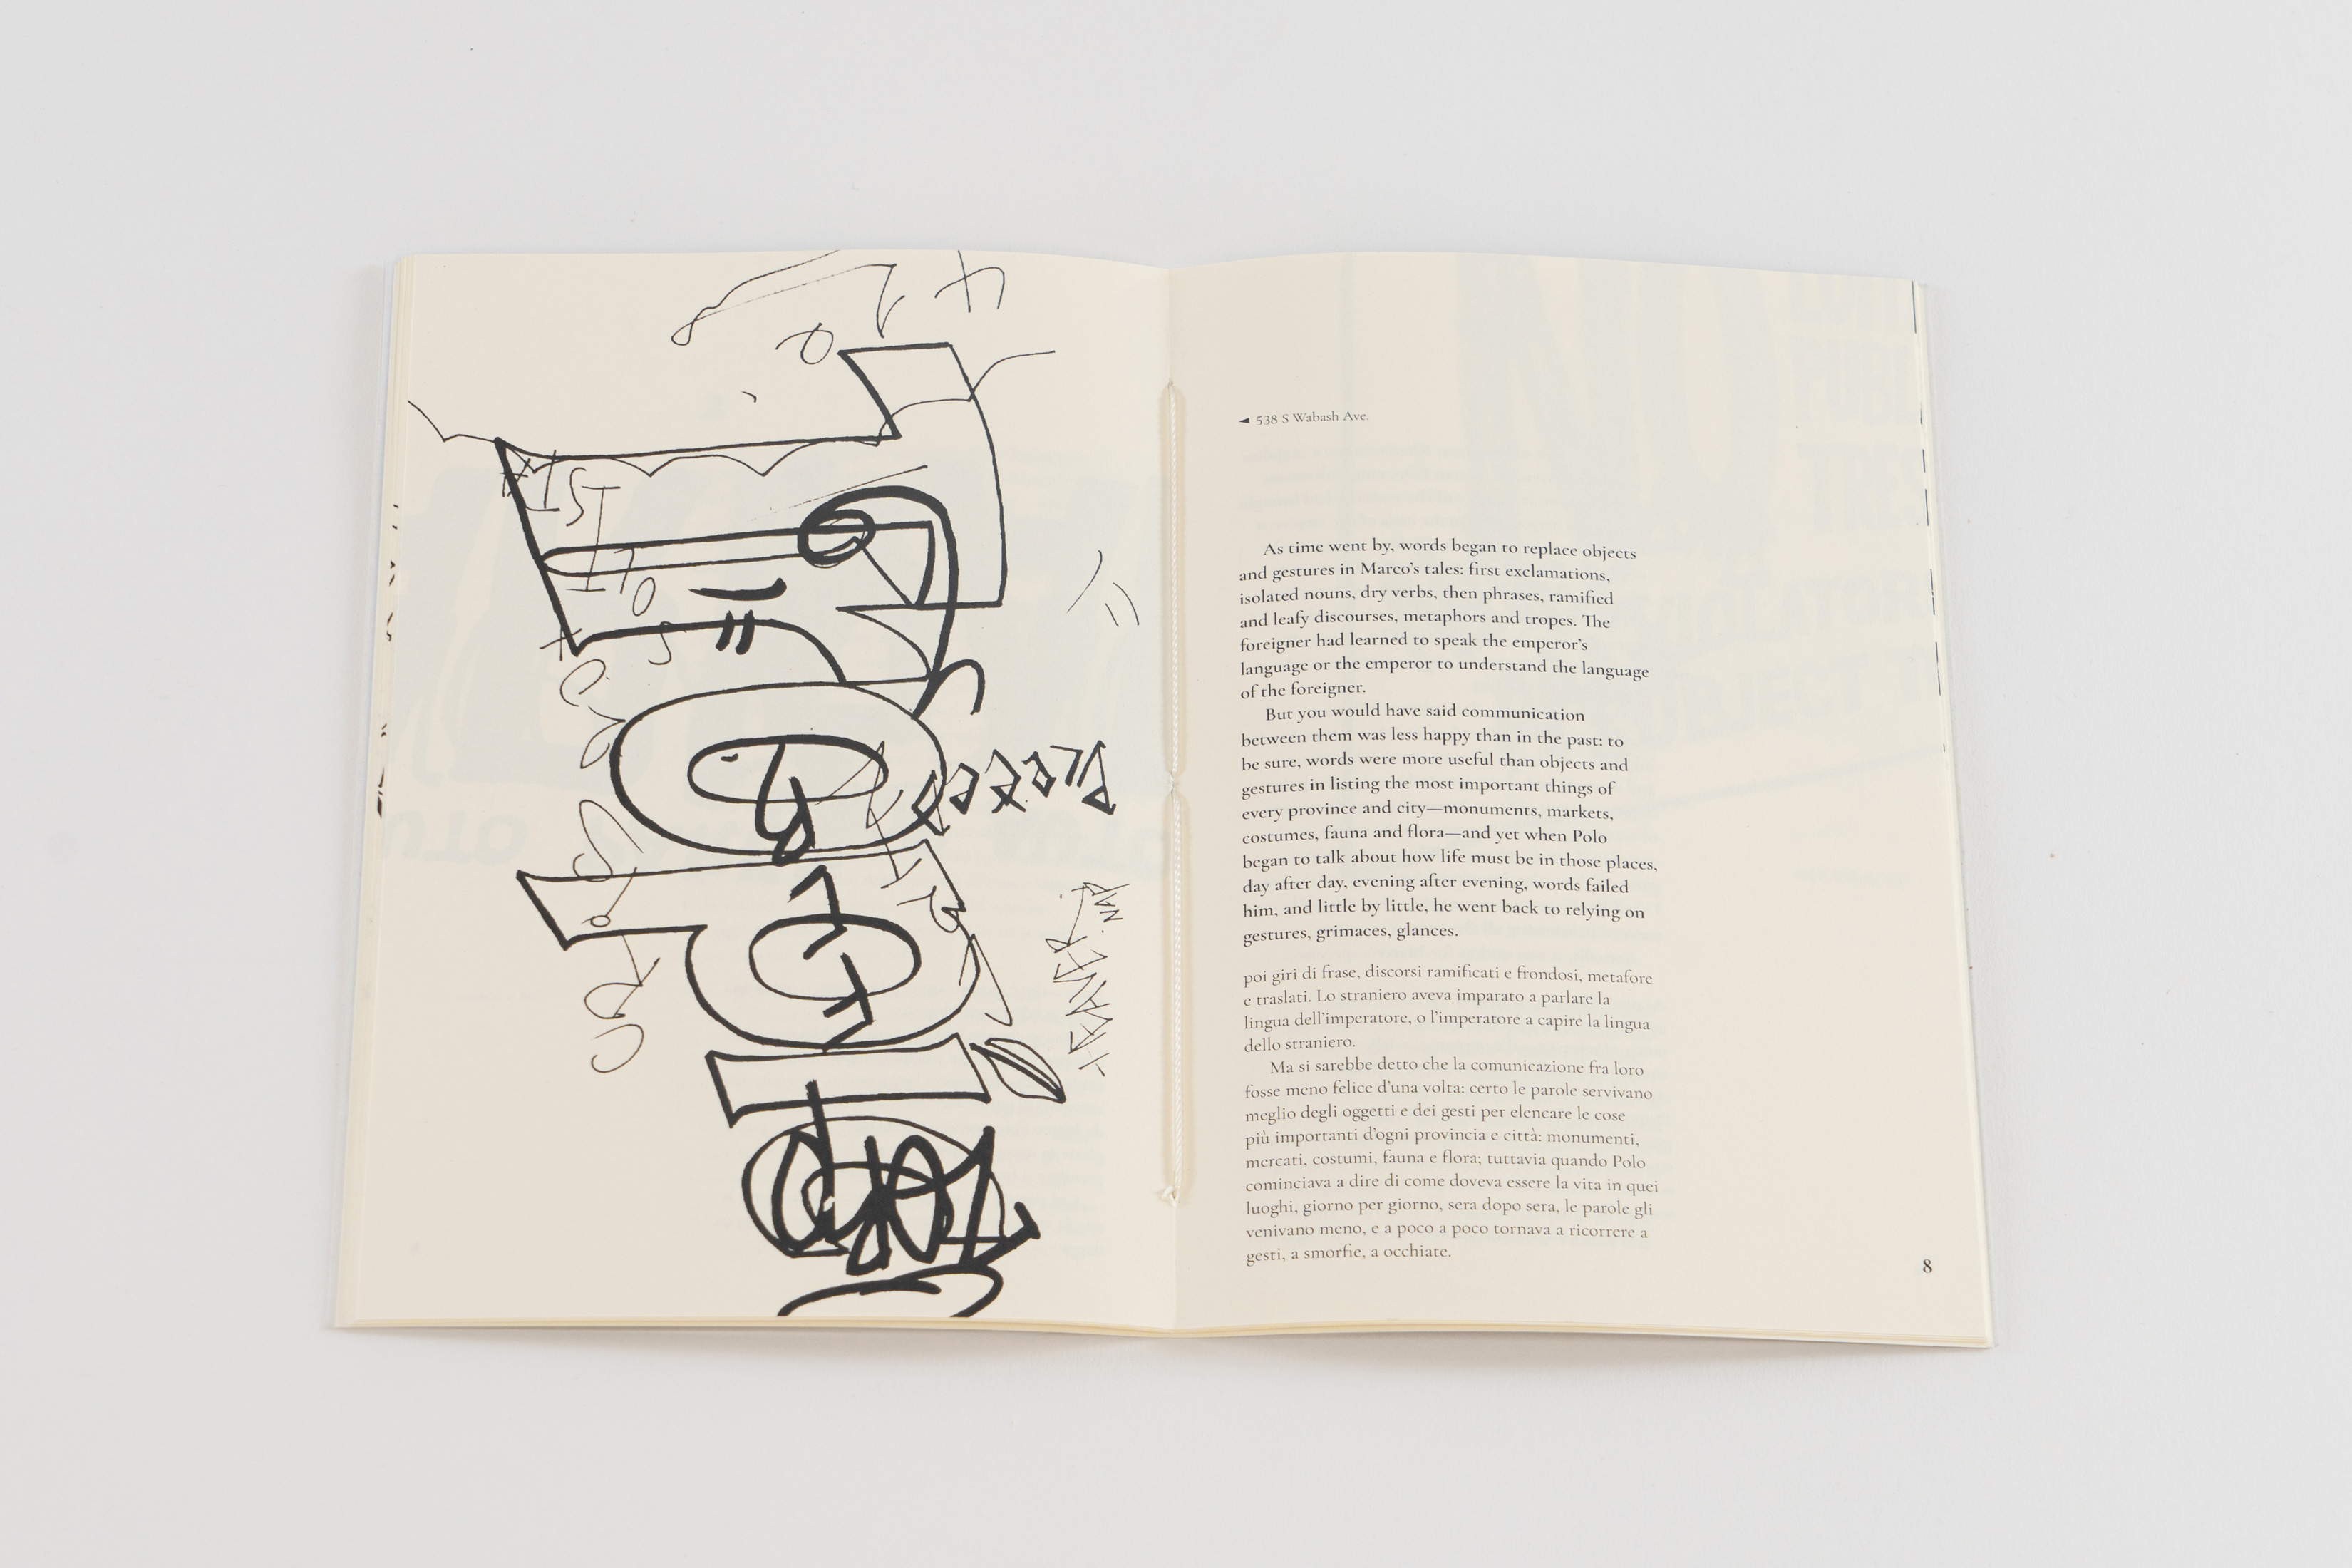 ◄ 538 S Wabash Ave.
As time went by, words began to replace objects
and gestures in Marco’s tales: first exclamations,
isolated nouns, dry verbs, then phrases, ramified
and leafy discourses, metaphors and tropes. The
foreigner had learned to speak the emperor’s
language or the emperor to understand the language
of the foreigner.
But you would have said communication
between them was less happy than in the past: to
be sure, words were more useful than objects and
gestures in listing the most important things of
every province and city—monuments, markets,
costumes, fauna and flora—and yet when Polo
began to talk about how life must be in those places,
day after day, evening after evening, words failed
him, and little by little, he went back to relying on
gestures, grimaces, glances.
poi giri di frase, discorsi ramificati e frondosi, metafore
e traslati. Lo straniero aveva imparato a parlare la
lingua dell’imperatore, o l’imperatore a capire la lingua
dello straniero.
Ma si sarebbe detto che la comunicazione fra loro
fosse meno felice d’una volta: certo le parole servivano
meglio degli oggetti e dei gesti per elencare le cose
più importanti d’ogni provincia e città: monumenti,
mercati, costumi, fauna e flora; tuttavia quando Polo
cominciava a dire di come doveva essere la vita in quei
luoghi, giorno per giorno, sera dopo sera, le parole gli
venivano meno, e a poco a poco tornava a ricorrere a
gesti, a smorfie, a occhiate.
8